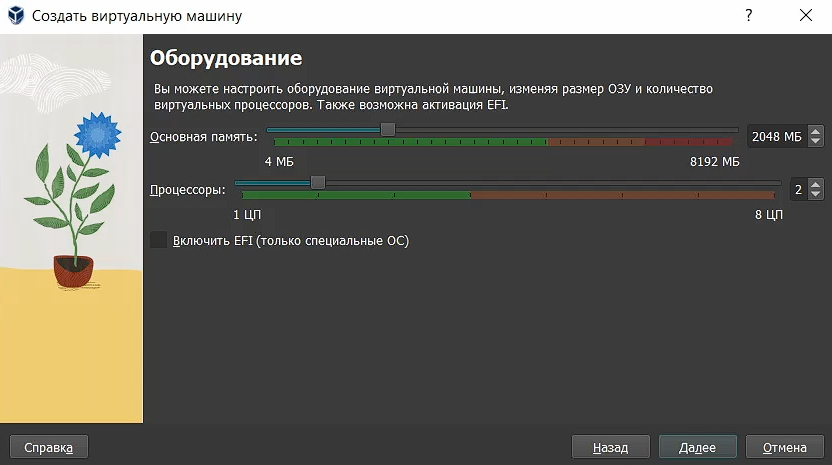 Создать виртуальную машину
?
Оборудование
Вы можете настроить оборудование виртуальной машины, изменяя размер ОЗУ и количество
виртуальных процессоров. Также возможна активация EFI.
Основная память: 2048 МБ
4 МБ 8192 МБ
Процессоры: 2
1 ЦП 8 ЦП
Включить EFI (только специальные ОС)
Справка Назад Далее Отмена